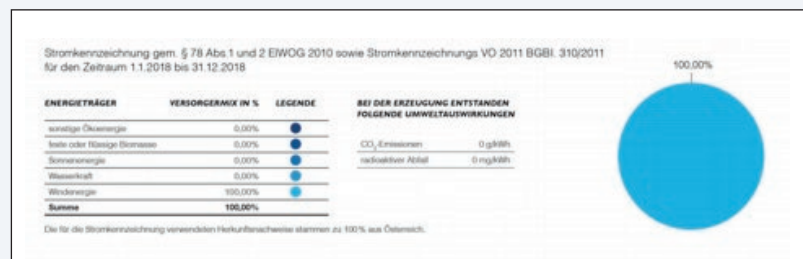 Stromkennzeichnung gem. § 78 Abs.1 und 2 ElWOG 2010 sowie Stromkennzeichnungs VO 2011 BGBl. 310/2011
für den Zeitraum 1.1.2018 bis 31.12.2018
100,00%
ENERGIETRÄGER VERSORGERMIX IN % LEGENDE
sonstige Ökoenergie 0,00%
feste oder flüssige Biomasse 0,00%
Sonnenenergie 0,00%
Wasserkraft 0,00%
Windenergie 100,00%
Summe 100,00%
BEI DER ERZEUGUNG ENTSTANDEN
FOLGENDE UMWELTAUSWIRKUNGEN
CO₂-Emissionen 0 g/kWh
radioaktiver Abfall 0 mg/kWh
Die für die Stromkennzeichnung verwendeten Herkunftsnachweise stammen zu 100% aus Österreich.